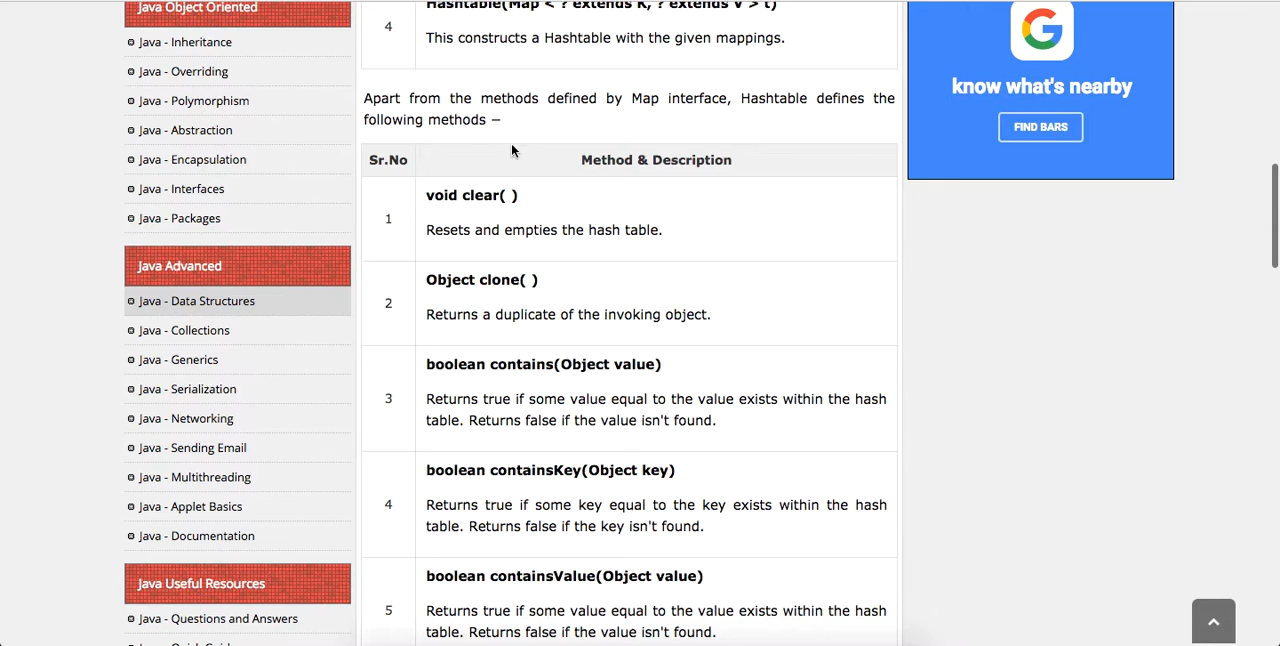 Java Object Oriented
Java - Inheritance
Java - Overriding
Java - Polymorphism
Java - Abstraction
Java - Encapsulation
Java - Interfaces
Java - Packages
Java Advanced
Java - Data Structures
Java - Collections
Java - Generics
Java - Serialization
Java - Networking
Java - Sending Email
Java - Multithreading
Java - Applet Basics
Java - Documentation
Java Useful Resources
Java - Questions and Answers
4
Hashtable(Map < ? extends K, ? extends V > t)
This constructs a Hashtable with the given mappings.
Apart from the methods defined by Map interface, Hashtable defines the
following methods −
Sr.No Method & Description
1
void clear( )
Resets and empties the hash table.
2
Object clone( )
Returns a duplicate of the invoking object.
3
boolean contains(Object value)
Returns true if some value equal to the value exists within the hash
table. Returns false if the value isn't found.
4
boolean containsKey(Object key)
Returns true if some key equal to the key exists within the hash
table. Returns false if the key isn't found.
5
boolean containsValue(Object value)
Returns true if some value equal to the value exists within the hash
table. Returns false if the value isn't found.
G
know what's nearby
FIND BARS